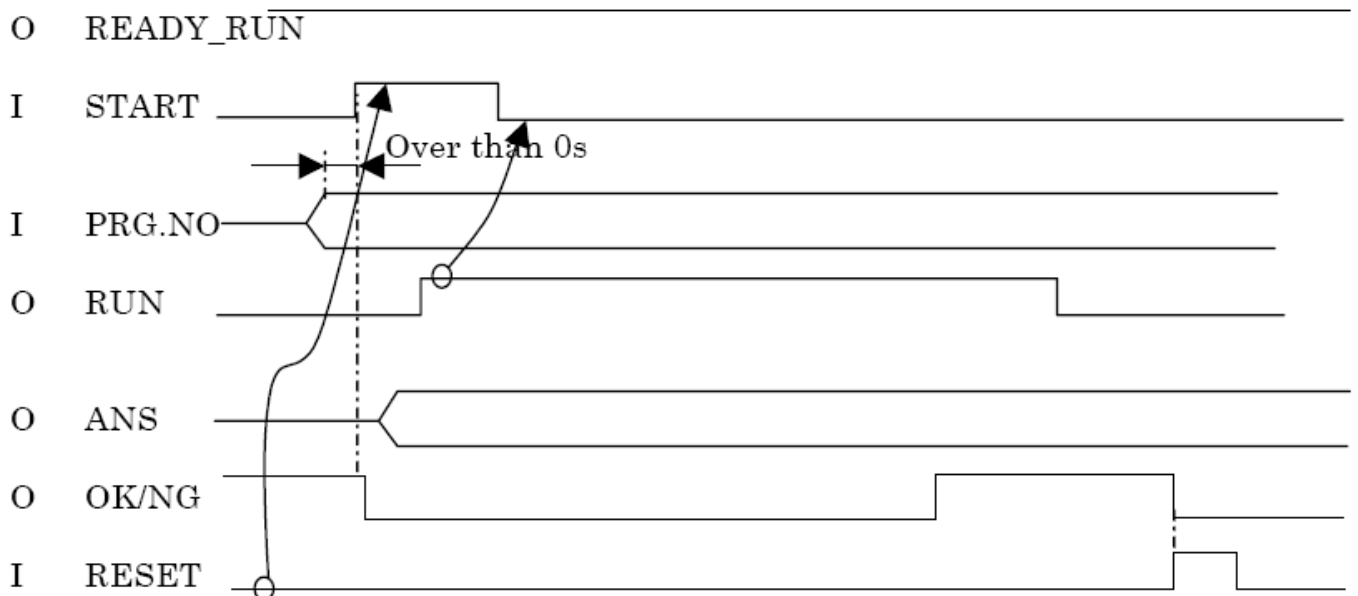 O READY_RUN
I START
Over than 0s
I PRG.NO
O RUN
O ANS
O OK/NG
I RESET